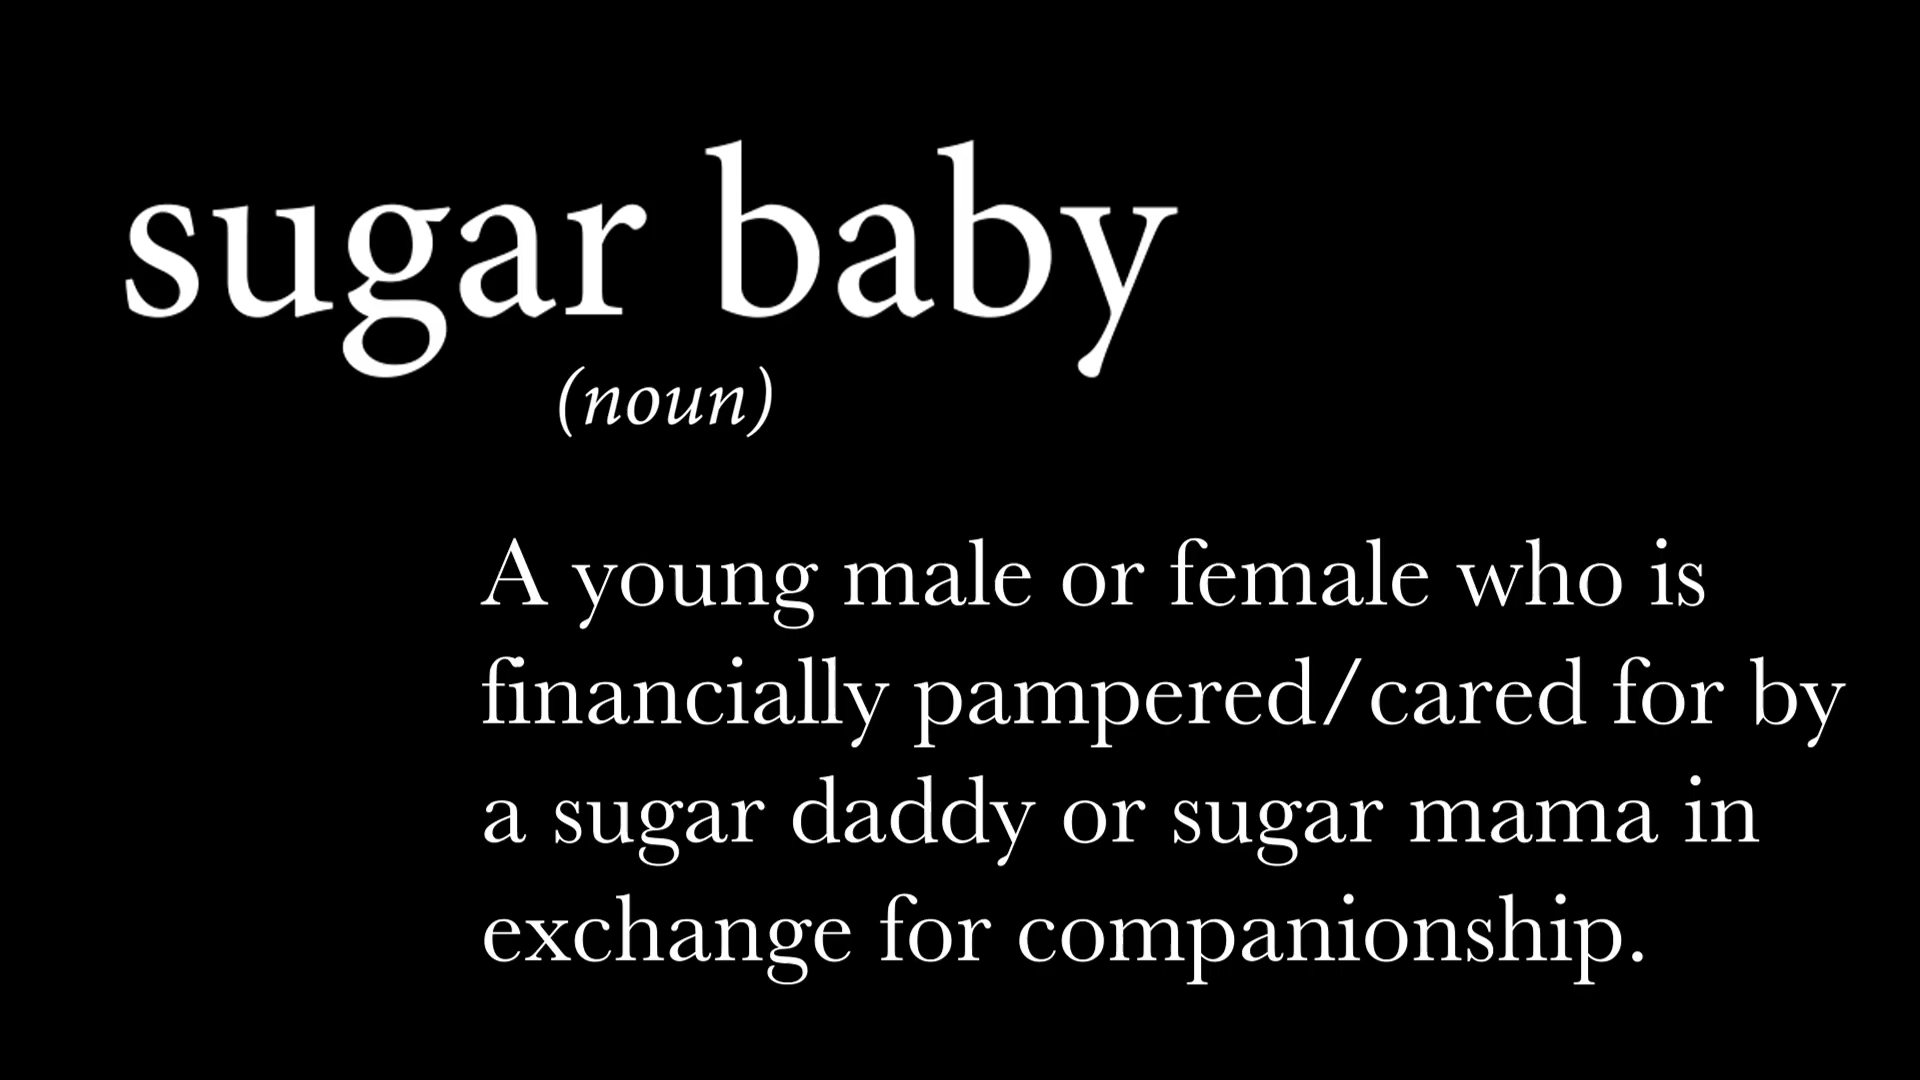 sugar baby
(noun)
A young male or female who is
financially pampered/cared for by
a sugar daddy or sugar mama in
exchange for companionship.